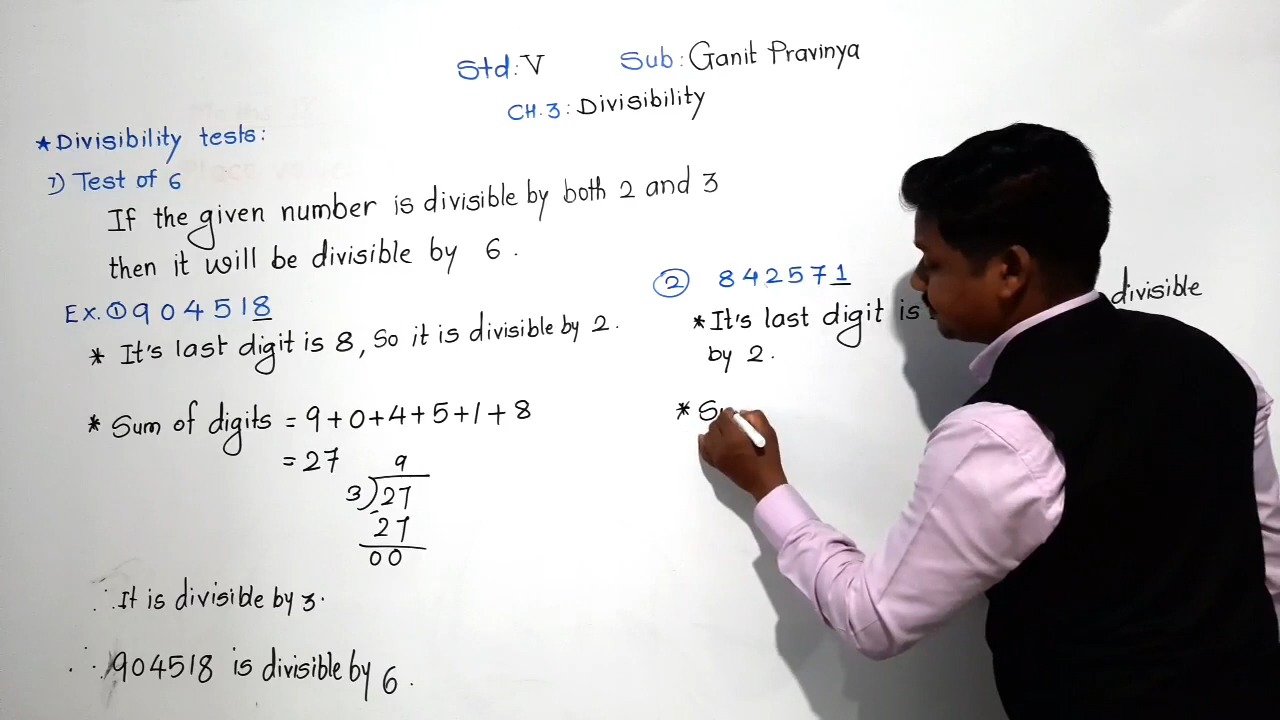 Std: V Sub: Ganit Pravinya
CH.3: Divisibility
* Divisibility tests:
1) Test of 6
If the given number is divisible by both 2 and 3
then it will be divisible by 6.
Ex. ① 904518
* It's last digit is 8, So it is divisible by 2.
* Sum of digits = 9+0+4+5+1+8
= 27
9
3)27
27
00
∴ It is divisible by 3.
∴ 904518 is divisible by 6.
② 842571
* It's last digit is divisible
by 2.
* Su